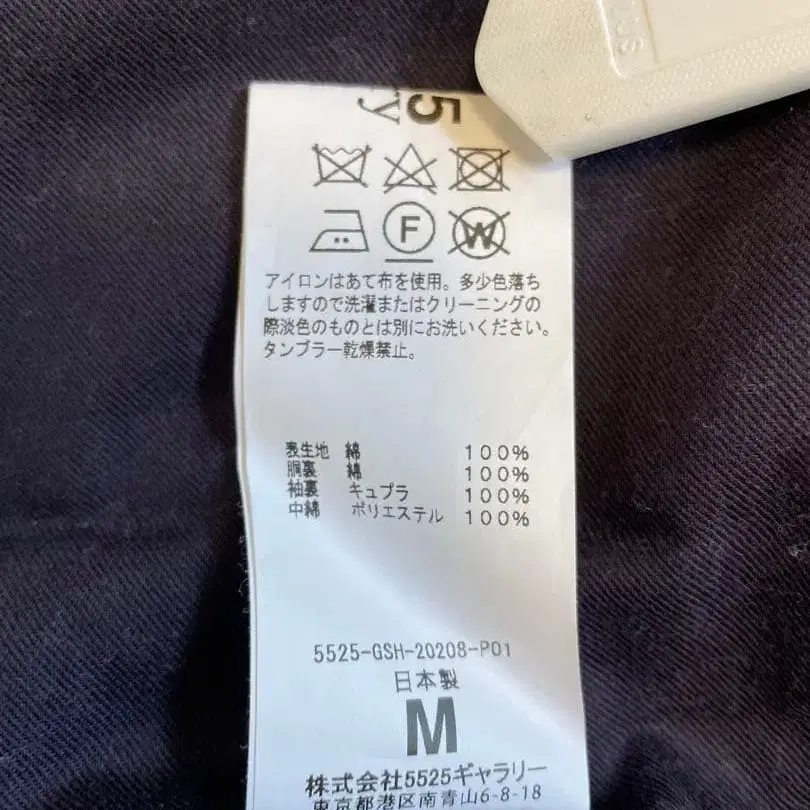 5
ry
F
W
アイロンはあて布を使用。多少色落ち
しますので洗濯またはクリーニングの
際淡色のものとは別にお洗いください。
タンブラー乾燥禁止。
表生地 綿 100%
胴裏 綿 100%
袖裏 キュプラ 100%
中綿 ポリエステル 100%
5525-GSH-20208-P01
日本製
M
株式会社5525ギャラリー
東京都港区南青山6-8-18